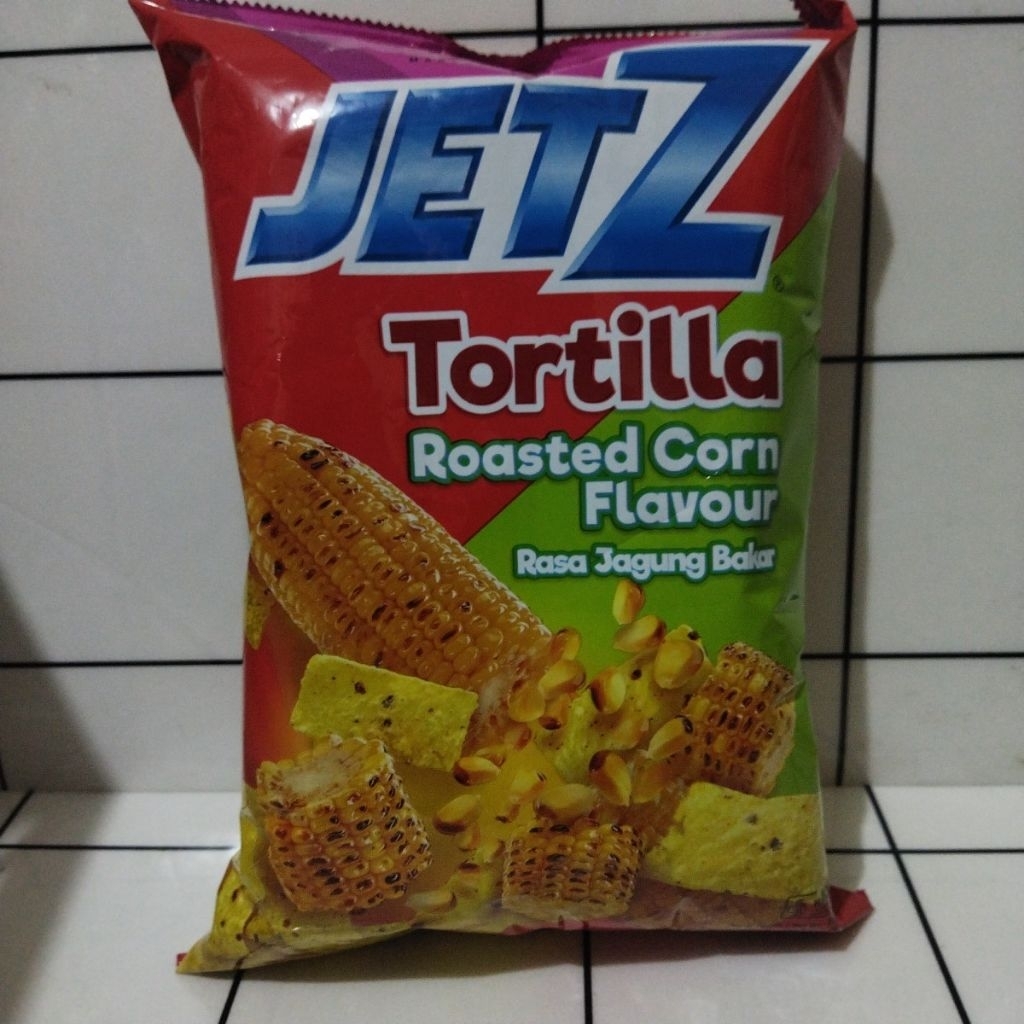 JETZ
®
Tortilla
Roasted Corn
Flavour
Rasa Jagung Bakar